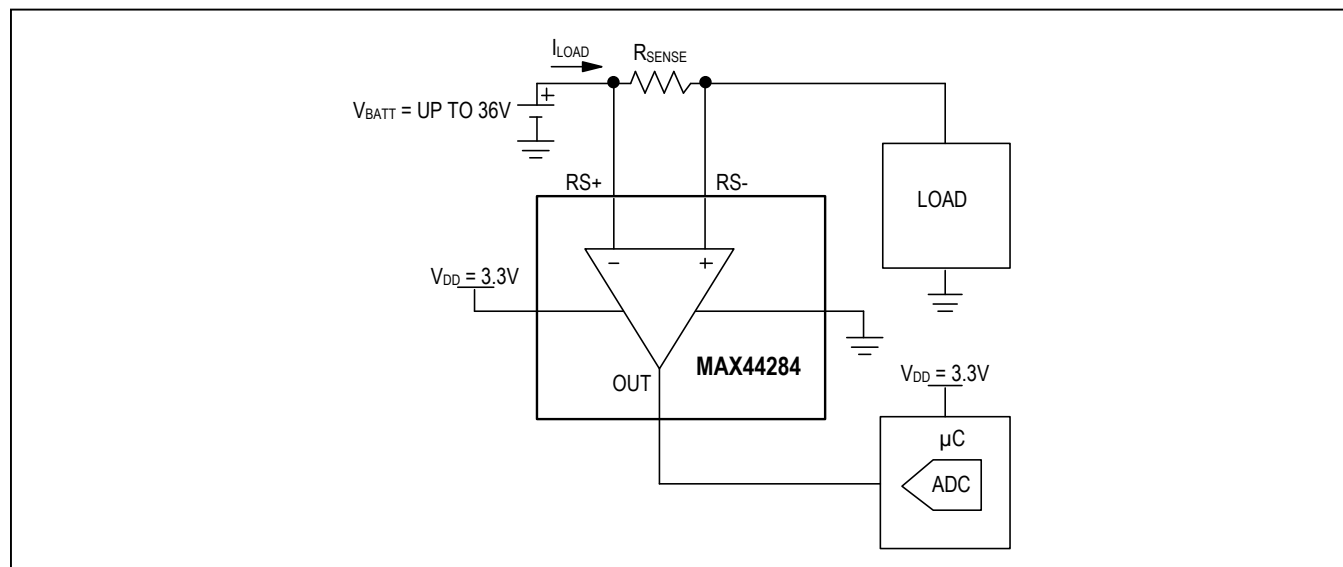 ILOAD
RSENSE
+
VBATT = UP TO 36V
RS+
RS-
LOAD
− +
VDD = 3.3V
MAX44284
OUT
VDD = 3.3V
µC
ADC